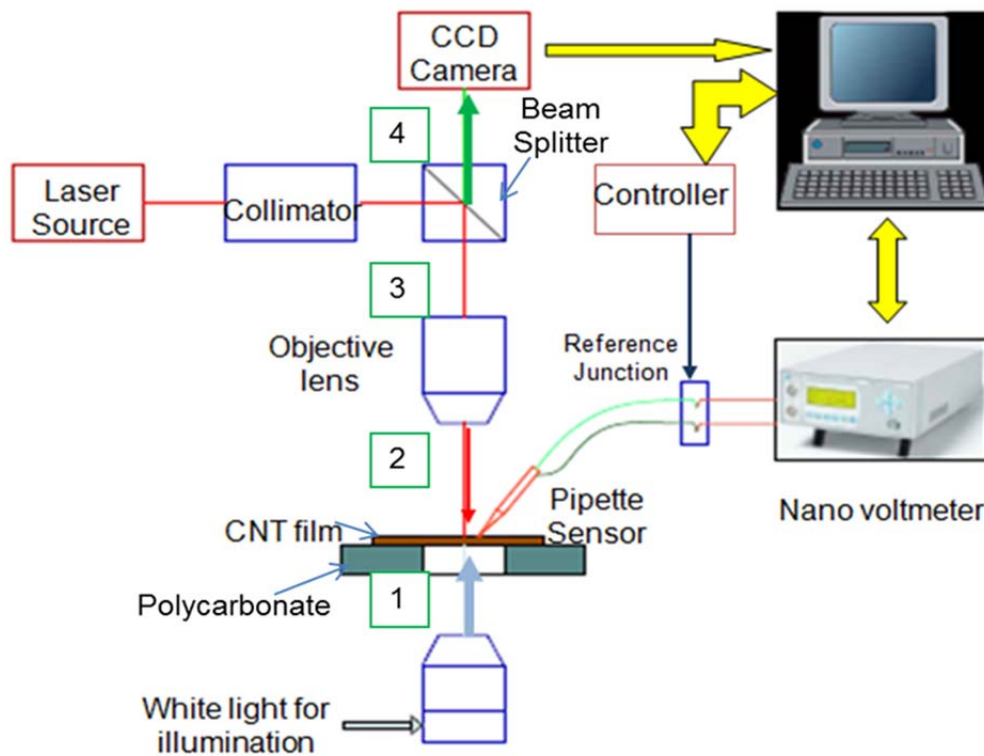 CCD
Camera
4
Beam
Splitter
Laser
Source
Collimator
Controller
3
Objective
lens
Reference
Junction
2
CNT film
Pipette
Sensor
Nano voltmeter
Polycarbonate
1
White light for
illumination